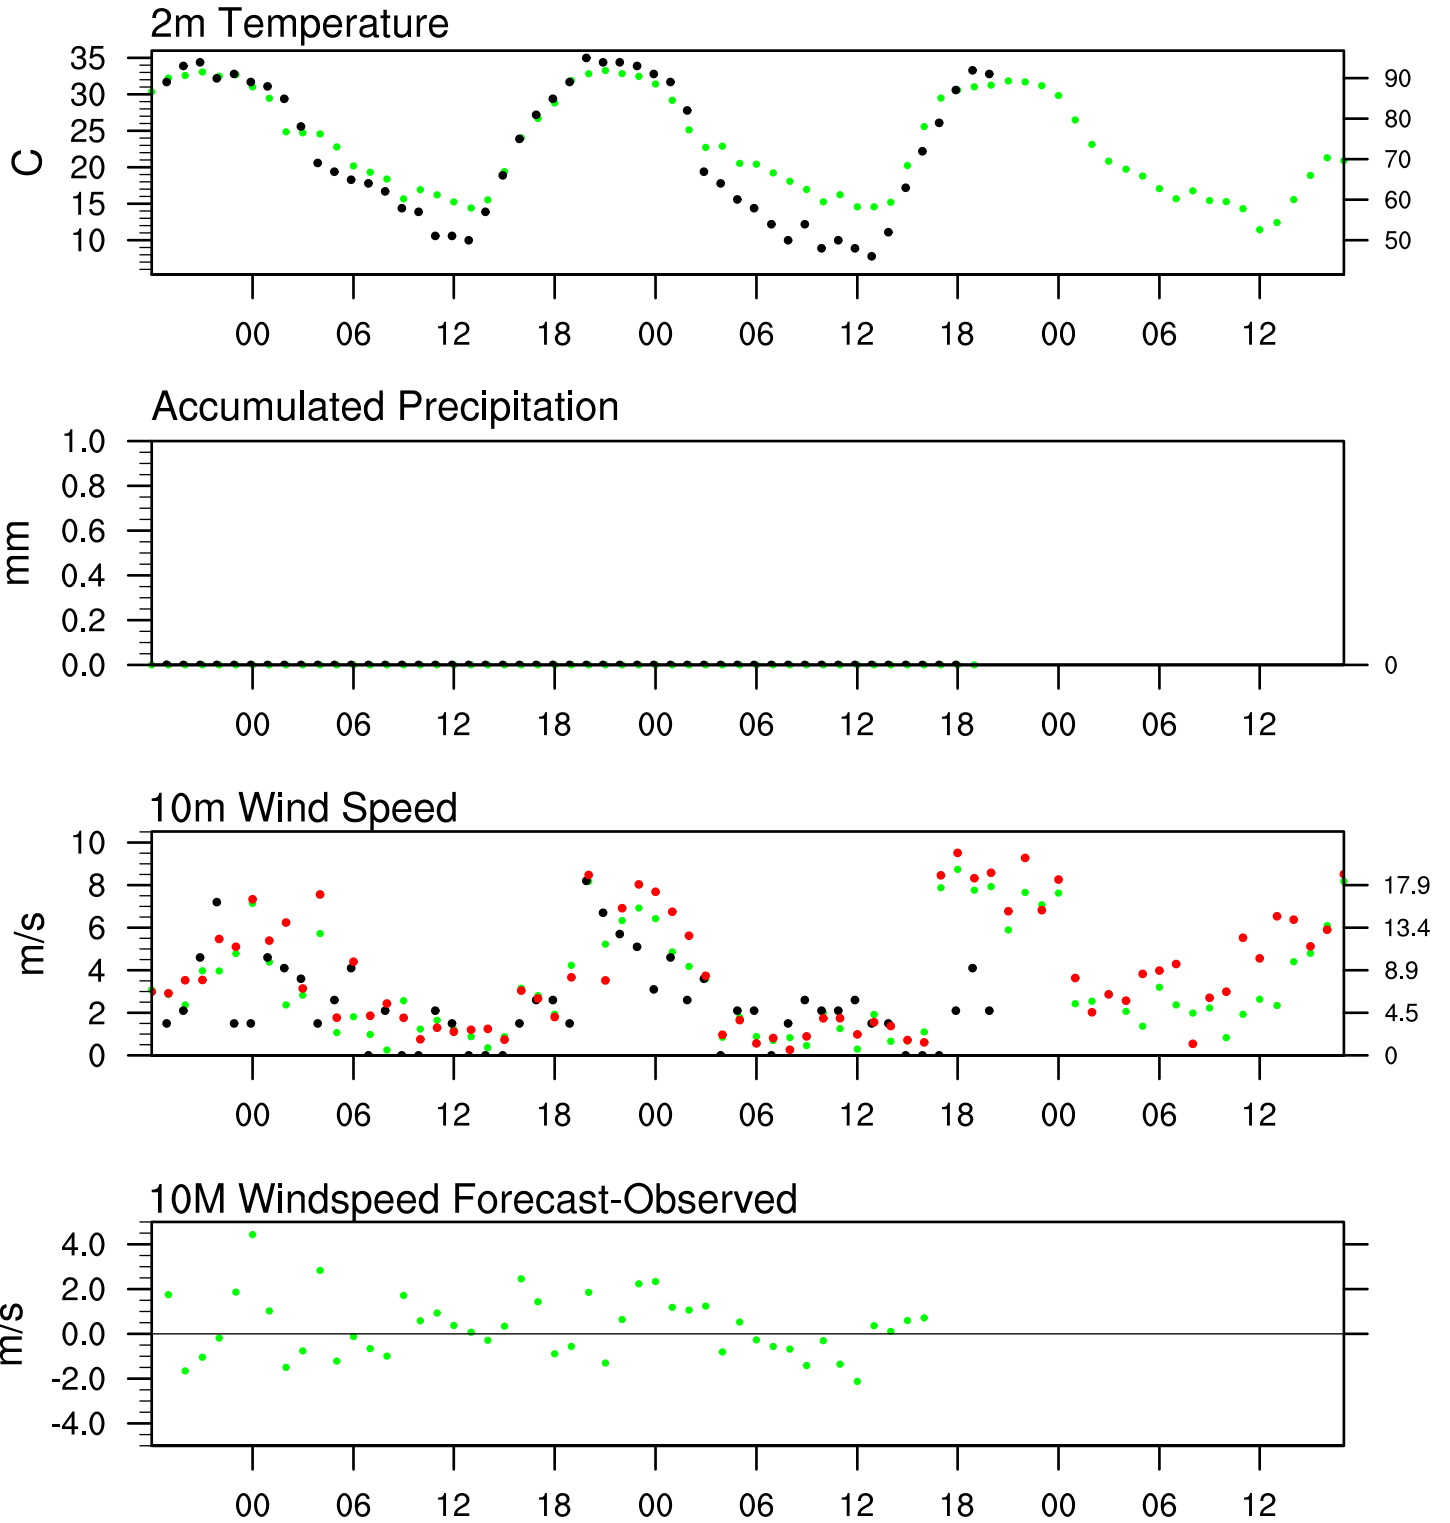 2m Temperature
35
30
25
20
15
10
C
90
80
70
60
50
00 06 12 18 00 06 12 18 00 06 12
Accumulated Precipitation
1.0
0.8
0.6
0.4
0.2
0.0
mm
0
00 06 12 18 00 06 12 18 00 06 12
10m Wind Speed
10
8
6
4
2
0
m/s
17.9
13.4
8.9
4.5
0
00 06 12 18 00 06 12 18 00 06 12
10M Windspeed Forecast-Observed
4.0
2.0
0.0
-2.0
-4.0
m/s
00 06 12 18 00 06 12 18 00 06 12